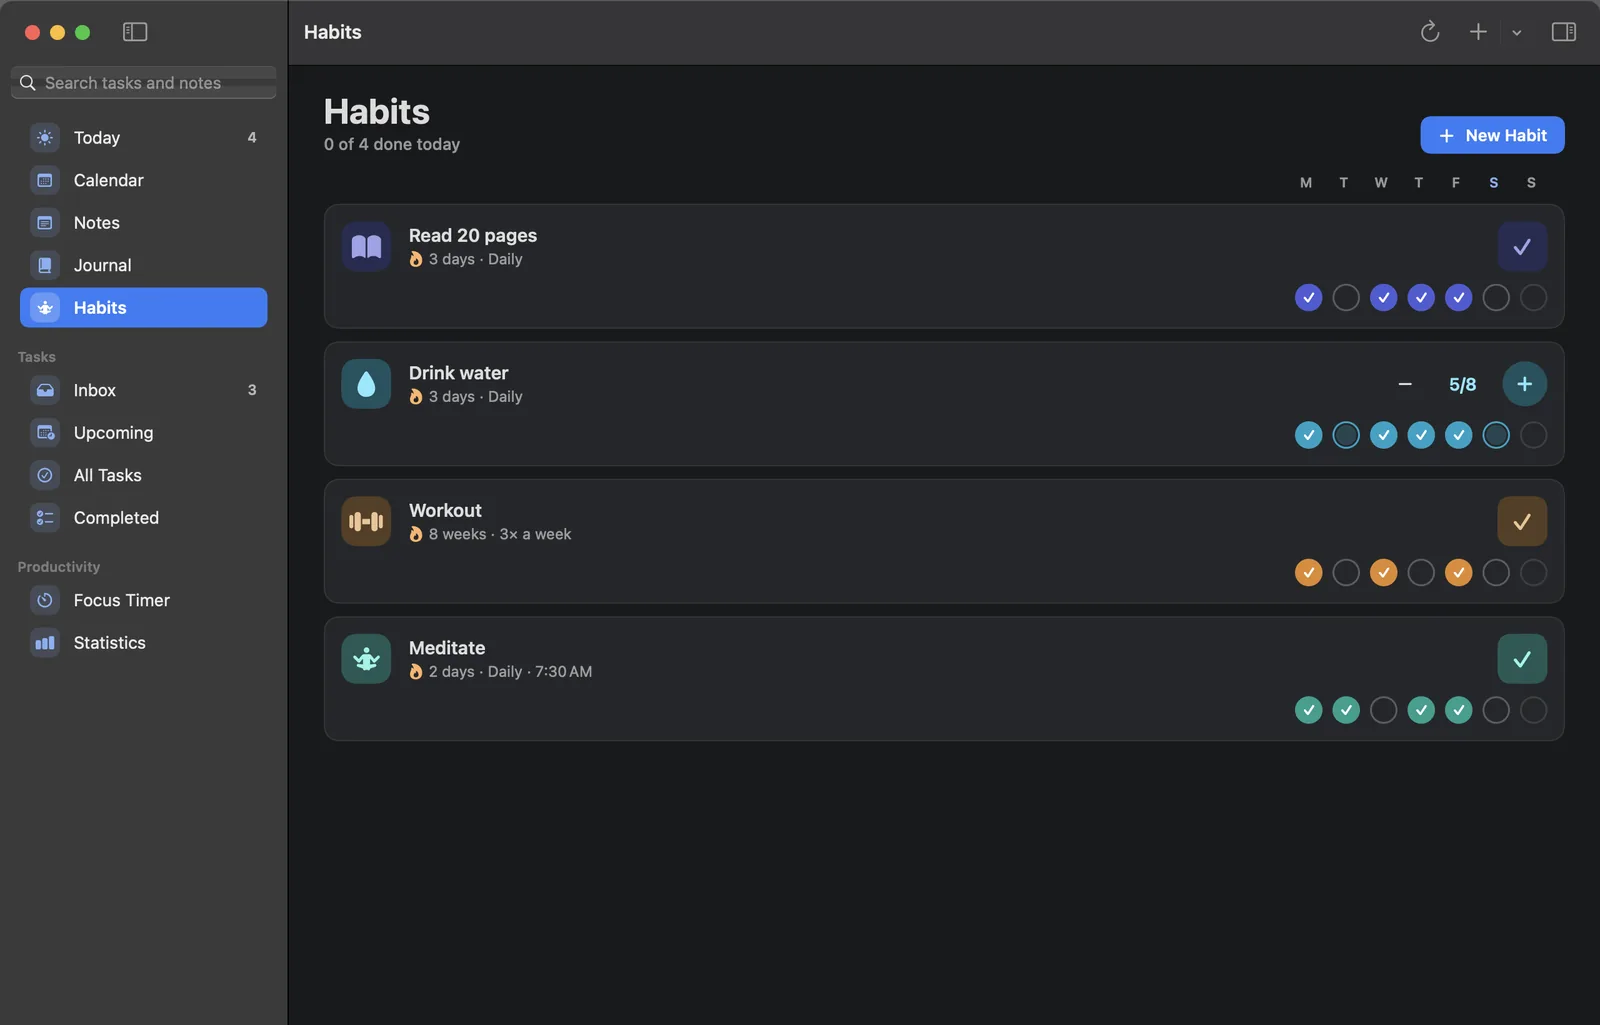 Habits
Search tasks and notes
Today 4
Calendar
Notes
Journal
Habits
Tasks
Inbox 3
Upcoming
All Tasks
Completed
Productivity
Focus Timer
Statistics
Habits
0 of 4 done today
+ New Habit
M T W T F S S
Read 20 pages
3 days · Daily
Drink water
3 days · Daily
− 5/8 +
Workout
8 weeks · 3× a week
Meditate
2 days · Daily · 7:30 AM